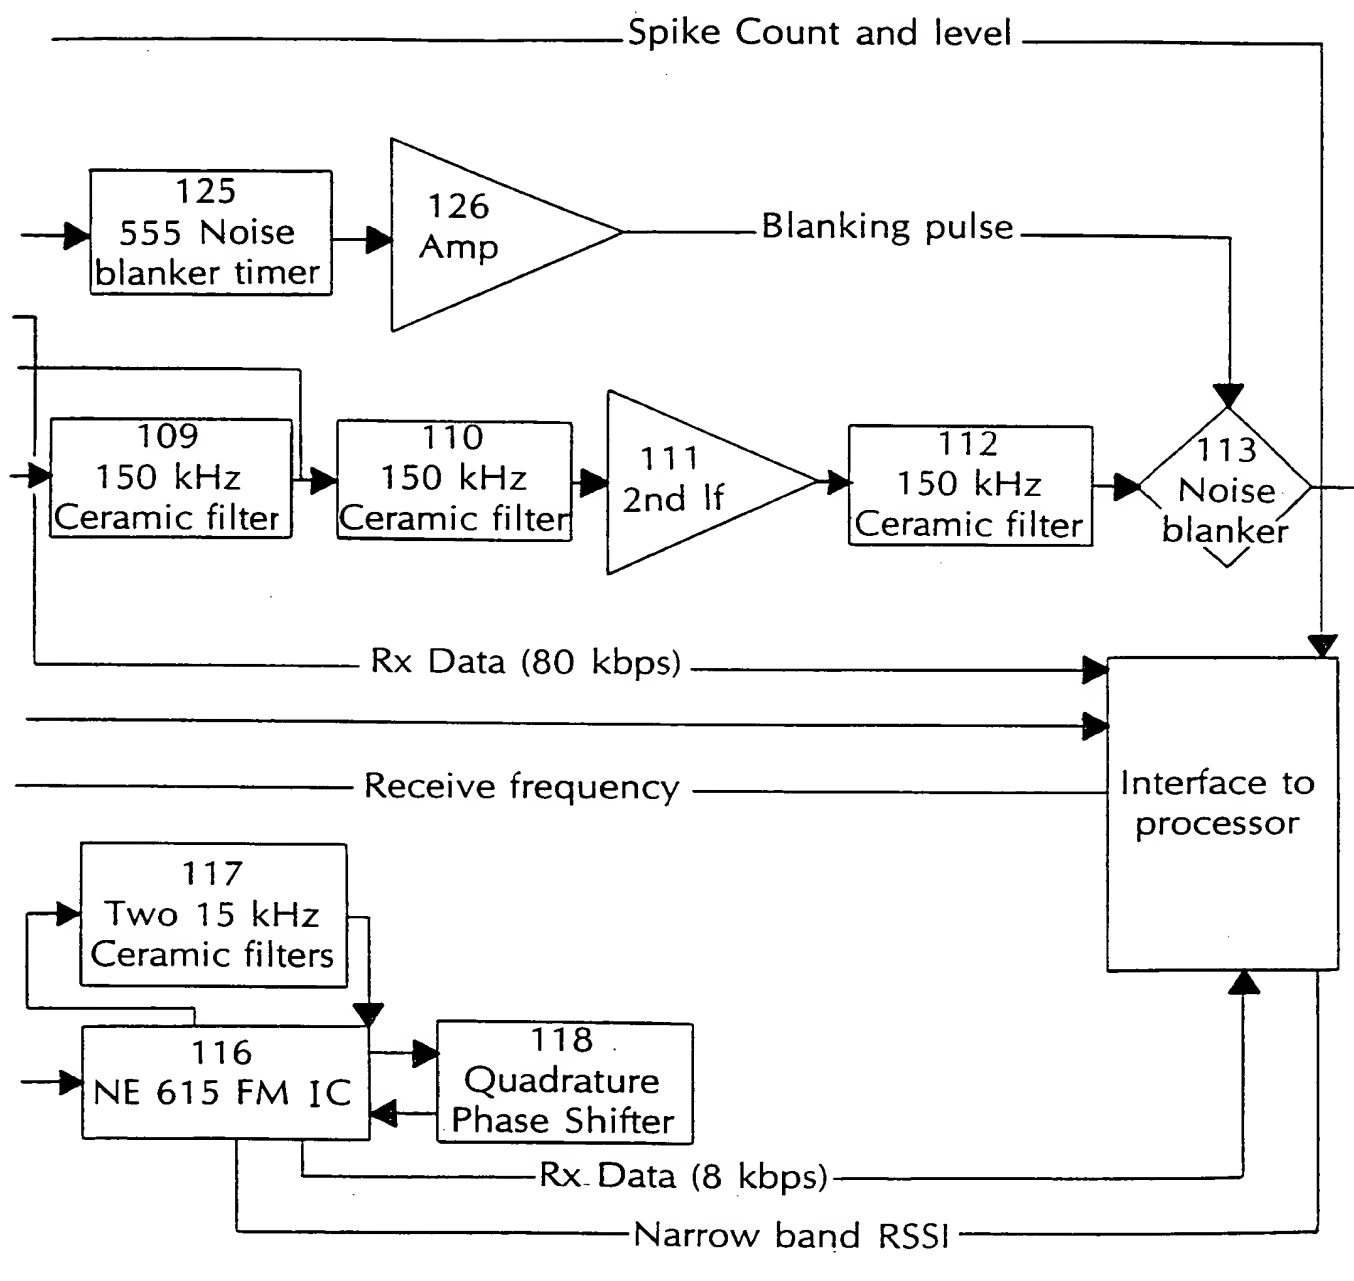 Spike Count and level
125
555 Noise
blanker timer
126
Amp
Blanking pulse
109
150 kHz
Ceramic filter
110
150 kHz
Ceramic filter
111
2nd If
112
150 kHz
Ceramic filter
113
Noise
blanker
Rx Data (80 kbps)
Receive frequency
Interface to
processor
117
Two 15 kHz
Ceramic filters
116
NE 615 FM IC
118
Quadrature
Phase Shifter
Rx Data (8 kbps)
Narrow band RSSI